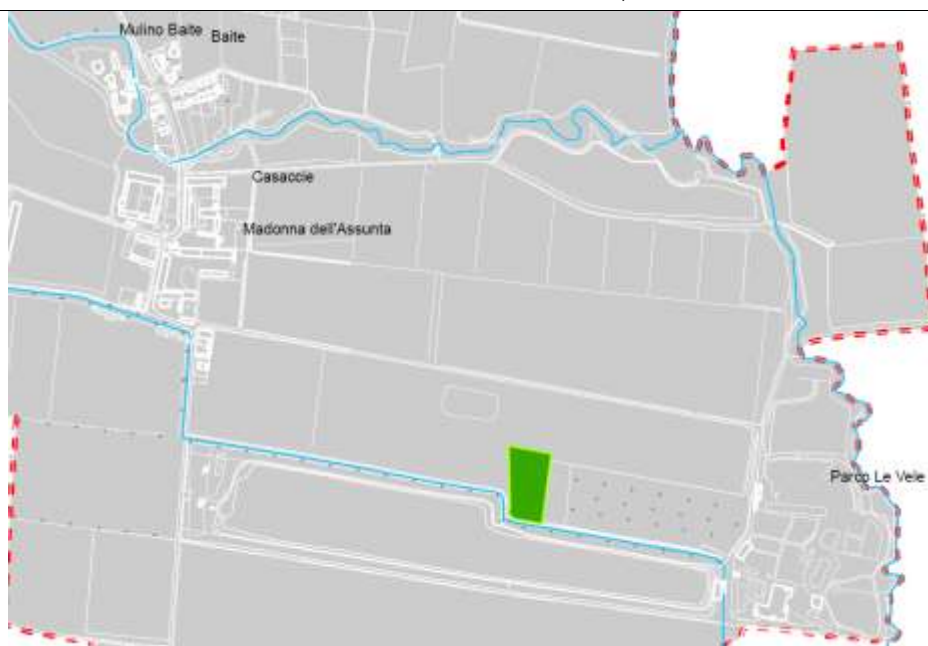 Mulino Baite
Baite
Casaccie
Madonna dell'Assunta
Parco Le Vele